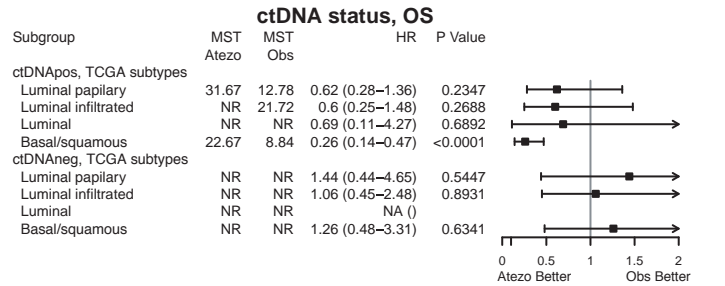 ctDNA status, OS
Subgroup MST MST HR P Value
Atezo Obs
ctDNApos, TCGA subtypes
Luminal papilary 31.67 12.78 0.62 (0.28–1.36) 0.2347
Luminal infiltrated NR 21.72 0.6 (0.25–1.48) 0.2688
Luminal NR NR 0.69 (0.11–4.27) 0.6892
Basal/squamous 22.67 8.84 0.26 (0.14–0.47) <0.0001
ctDNAneg, TCGA subtypes
Luminal papilary NR NR 1.44 (0.44–4.65) 0.5447
Luminal infiltrated NR NR 1.06 (0.45–2.48) 0.8931
Luminal NR NR NA ()
Basal/squamous NR NR 1.26 (0.48–3.31) 0.6341
0 0.5 1 1.5 2
Atezo Better Obs Better